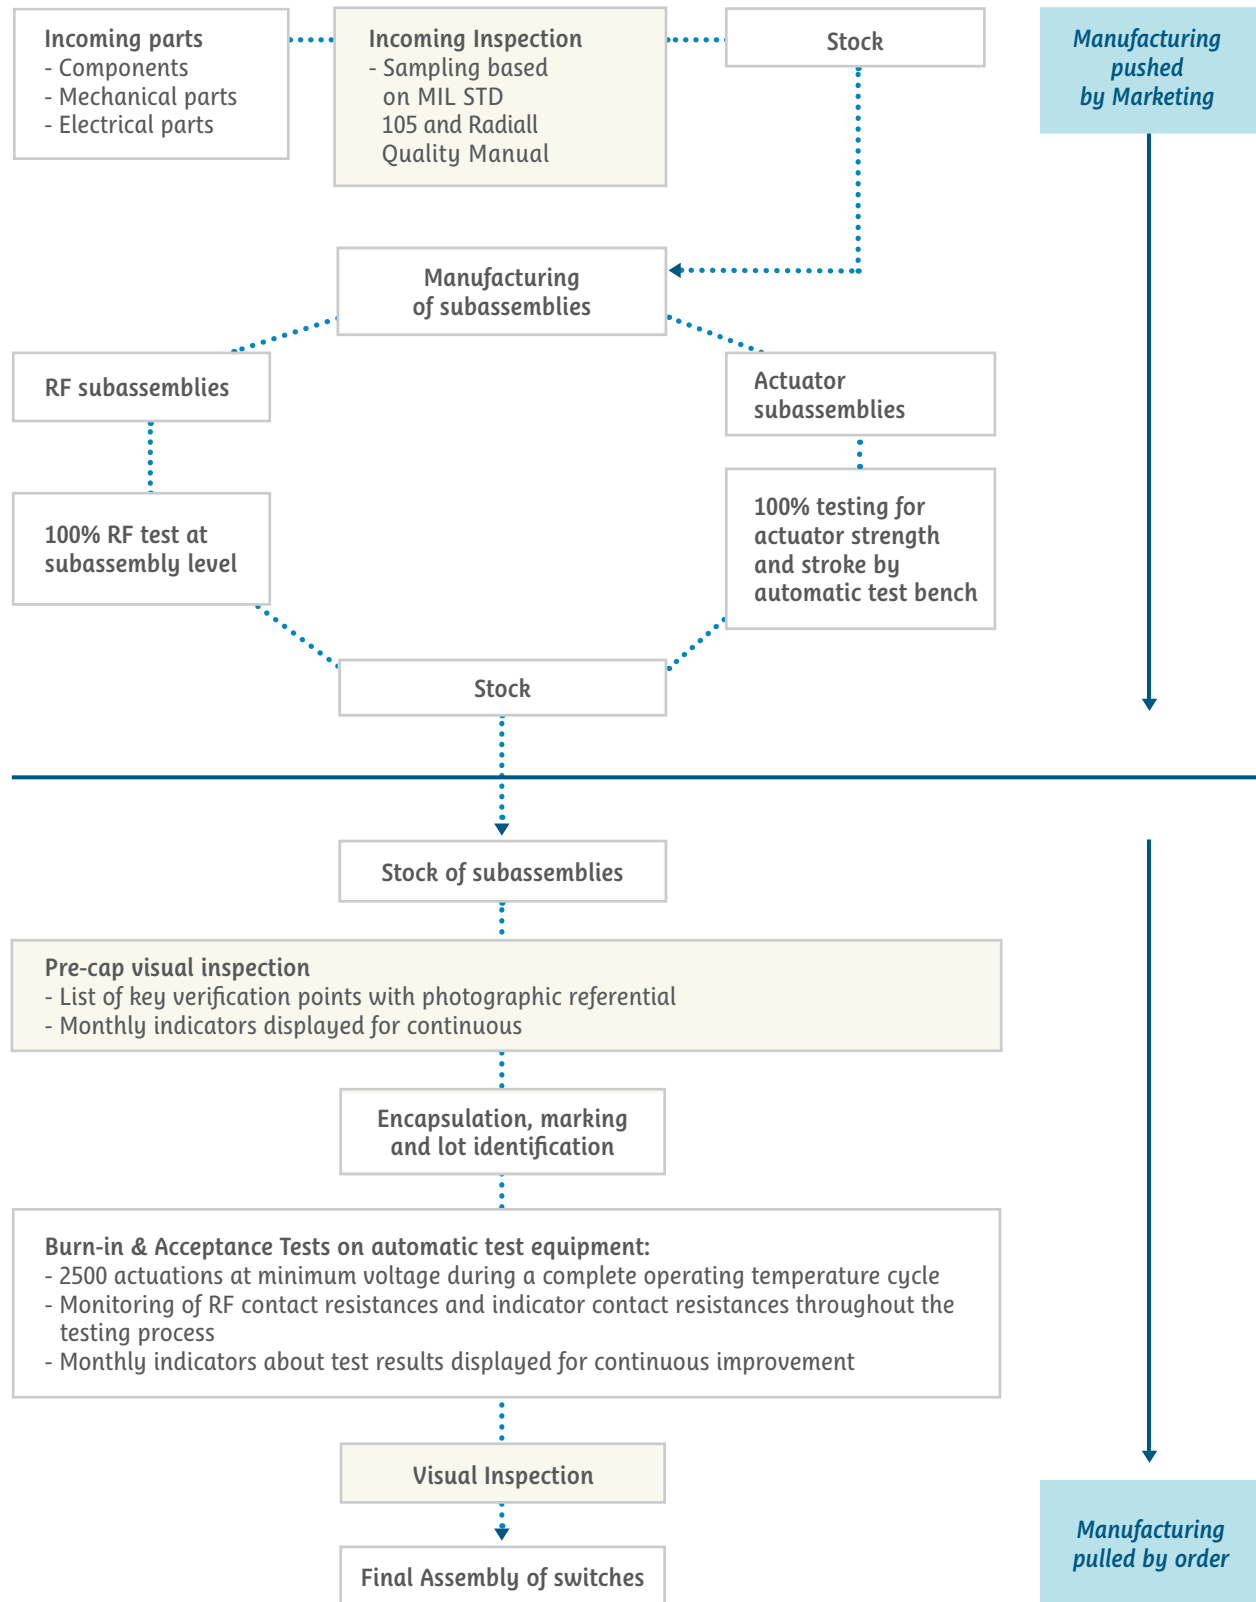 Incoming parts
- Components
- Mechanical parts
- Electrical parts
Incoming Inspection
- Sampling based
on MIL STD
105 and Radiall
Quality Manual
Stock
Manufacturing
pushed
by Marketing
Manufacturing
of subassemblies
RF subassemblies
Actuator
subassemblies
100% RF test at
subassembly level
100% testing for
actuator strength
and stroke by
automatic test bench
Stock
Stock of subassemblies
Pre-cap visual inspection
- List of key verification points with photographic referential
- Monthly indicators displayed for continuous
Encapsulation, marking
and lot identification
Burn-in & Acceptance Tests on automatic test equipment:
- 2500 actuations at minimum voltage during a complete operating temperature cycle
- Monitoring of RF contact resistances and indicator contact resistances throughout the
testing process
- Monthly indicators about test results displayed for continuous improvement
Visual Inspection
Final Assembly of switches
Manufacturing
pulled by order